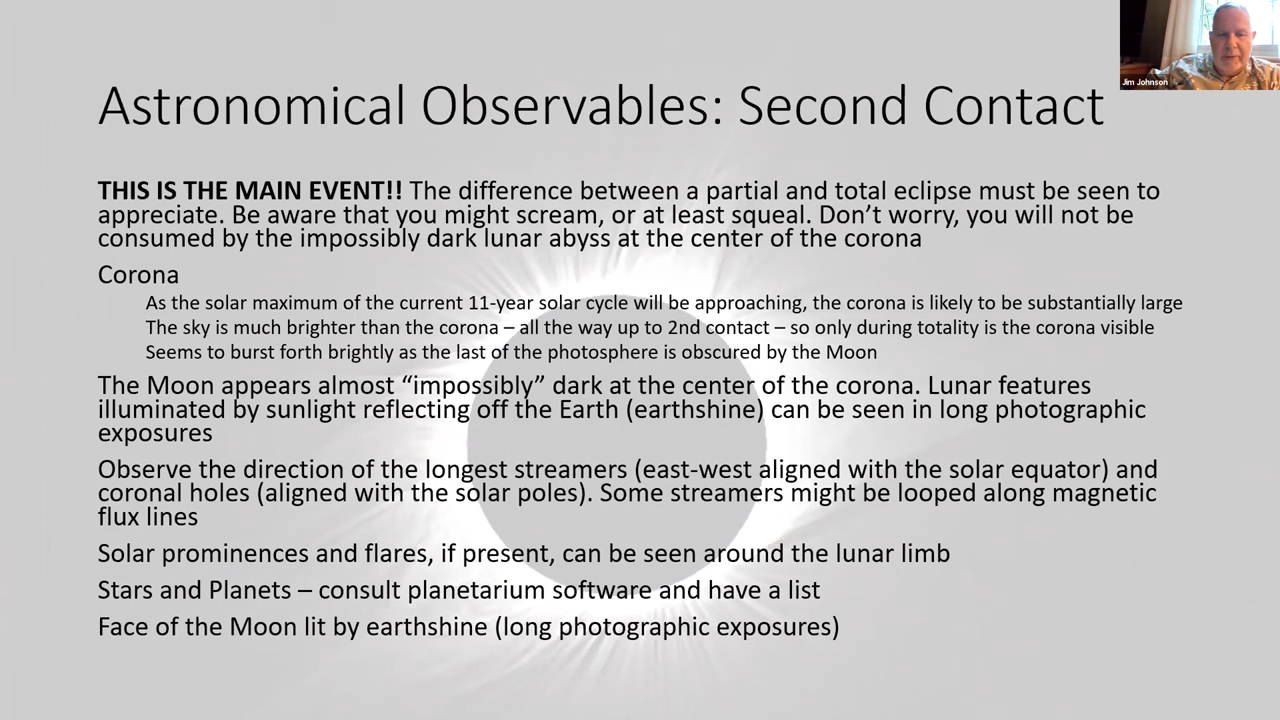 Jim Johnson
Astronomical Observables: Second Contact
THIS IS THE MAIN EVENT!! The difference between a partial and total eclipse must be seen to
appreciate. Be aware that you might scream, or at least squeal. Don’t worry, you will not be
consumed by the impossibly dark lunar abyss at the center of the corona
Corona
As the solar maximum of the current 11-year solar cycle will be approaching, the corona is likely to be substantially large
The sky is much brighter than the corona – all the way up to 2nd contact – so only during totality is the corona visible
Seems to burst forth brightly as the last of the photosphere is obscured by the Moon
The Moon appears almost “impossibly” dark at the center of the corona. Lunar features
illuminated by sunlight reflecting off the Earth (earthshine) can be seen in long photographic
exposures
Observe the direction of the longest streamers (east-west aligned with the solar equator) and
coronal holes (aligned with the solar poles). Some streamers might be looped along magnetic
flux lines
Solar prominences and flares, if present, can be seen around the lunar limb
Stars and Planets – consult planetarium software and have a list
Face of the Moon lit by earthshine (long photographic exposures)